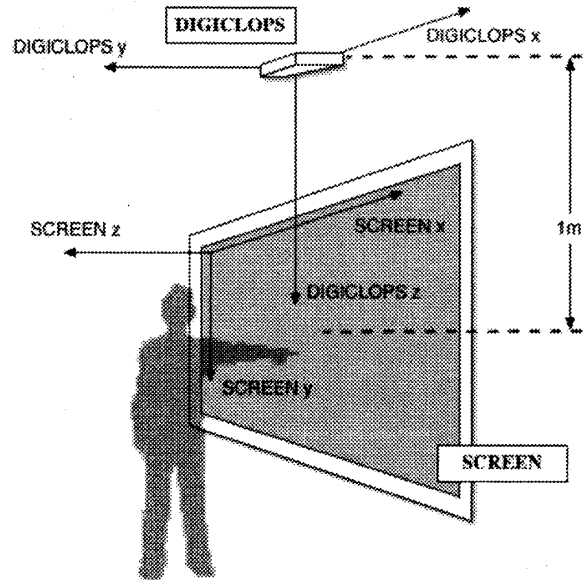 DIGICLOPS
DIGICLOPS x
DIGICLOPS y
SCREEN z
SCREEN x
1m
DIGICLOPS z
SCREEN y
SCREEN